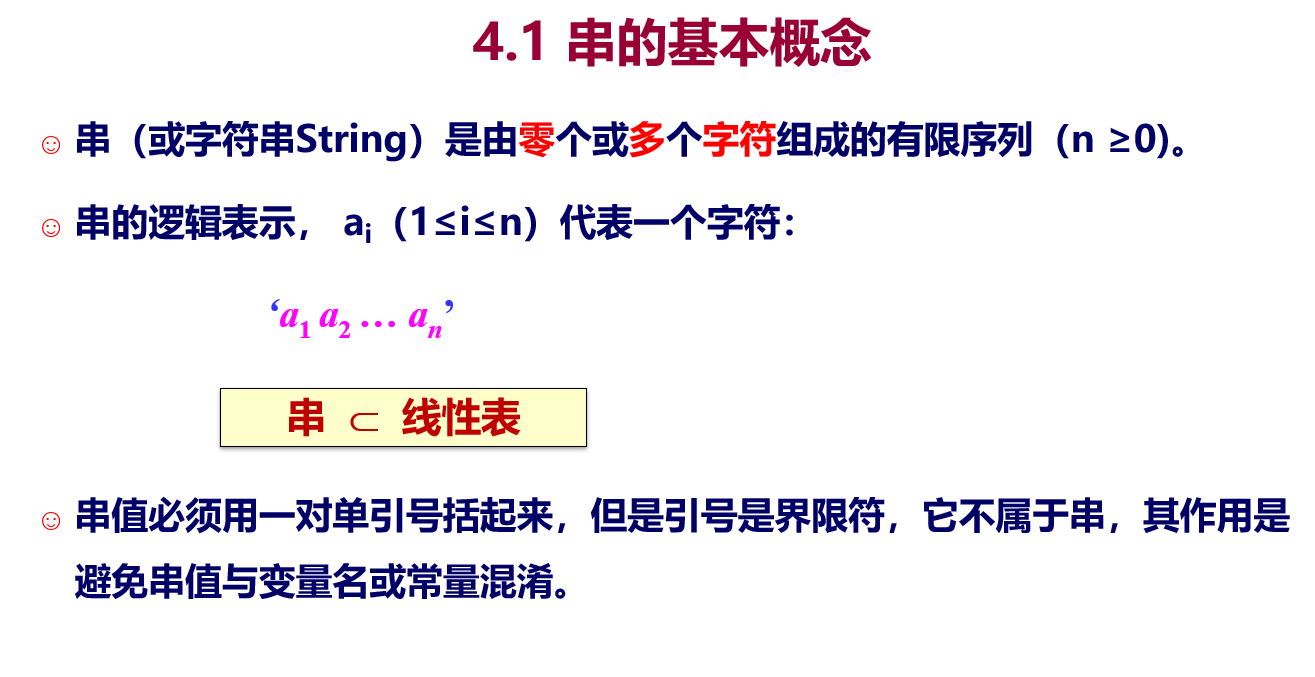 4.1 串的基本概念
☺ 串（或字符串String）是由零个或多个字符组成的有限序列（n ≥0）。
☺ 串的逻辑表示， aᵢ（1≤i≤n）代表一个字符：
‘a₁ a₂ … aₙ’
串 ⊂ 线性表
☺ 串值必须用一对单引号括起来，但是引号是界限符，它不属于串，其作用是
避免串值与变量名或常量混淆。